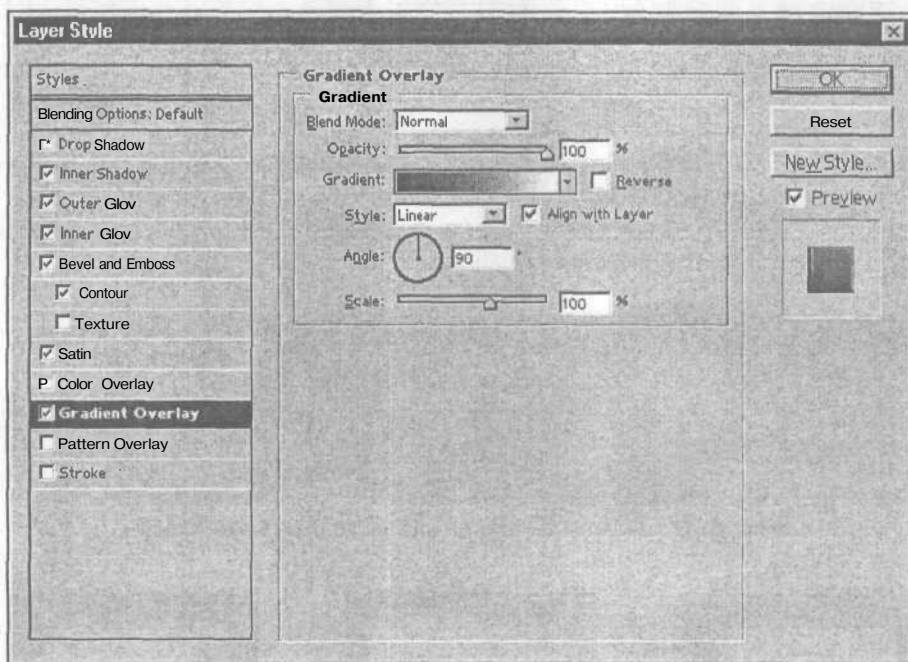 Layer Style
Styles
Blending Options: Default
Drop Shadow
Inner Shadow
Outer Glov
Inner Glov
Bevel and Emboss
Contour
Texture
Satin
P Color Overlay
Gradient Overlay
Pattern Overlay
Stroke
Gradient Overlay
Gradient
Blend Mode: Normal
Opacity: 100 %
Gradient: Reverse
Style: Linear Align with Layer
Angle: 90 °
Scale: 100 %
OK
Reset
New Style...
Preview